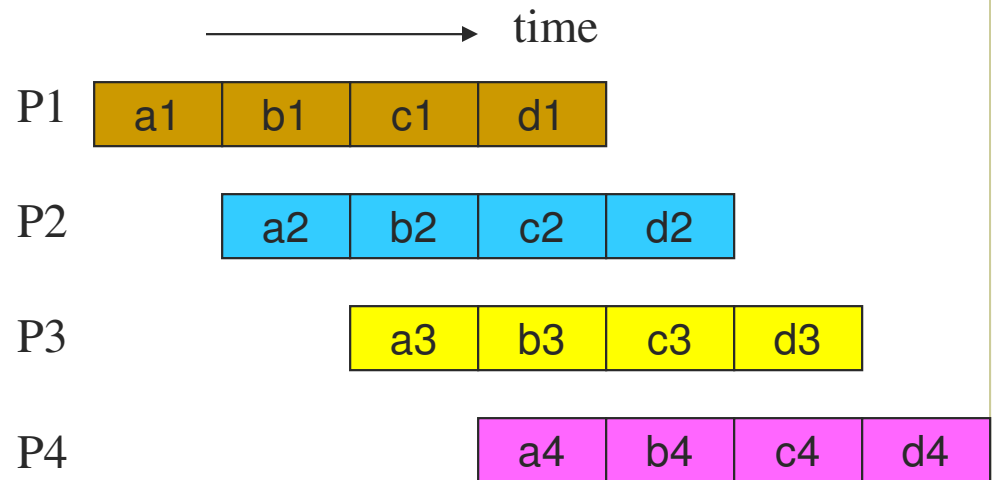 time
P1 a1 b1 c1 d1
P2 a2 b2 c2 d2
P3 a3 b3 c3 d3
P4 a4 b4 c4 d4